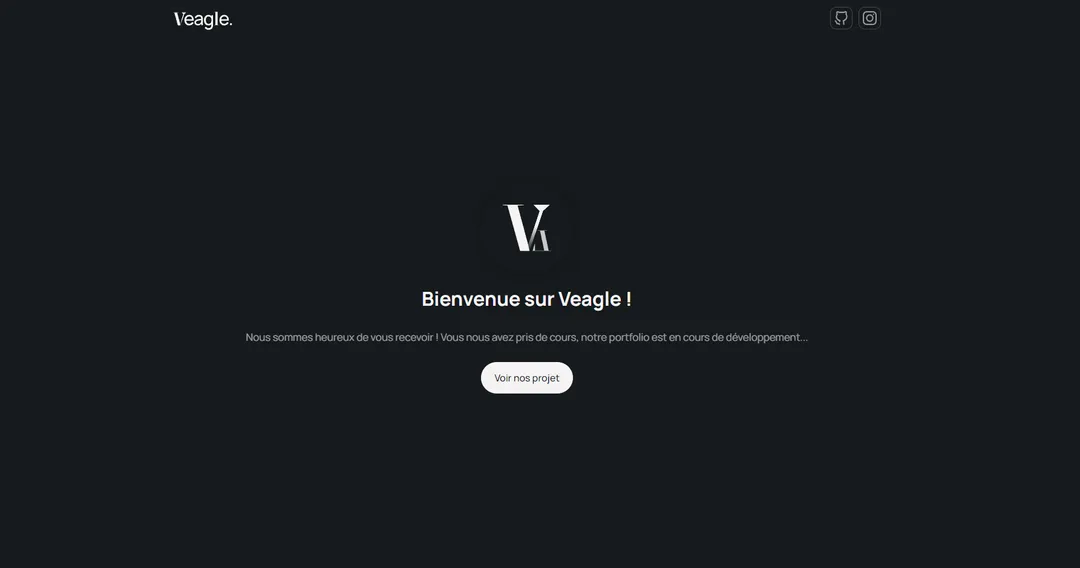 Veagle.
Bienvenue sur Veagle !
Nous sommes heureux de vous recevoir ! Vous nous avez pris de cours, notre portfolio est en cours de développement...
Voir nos projet